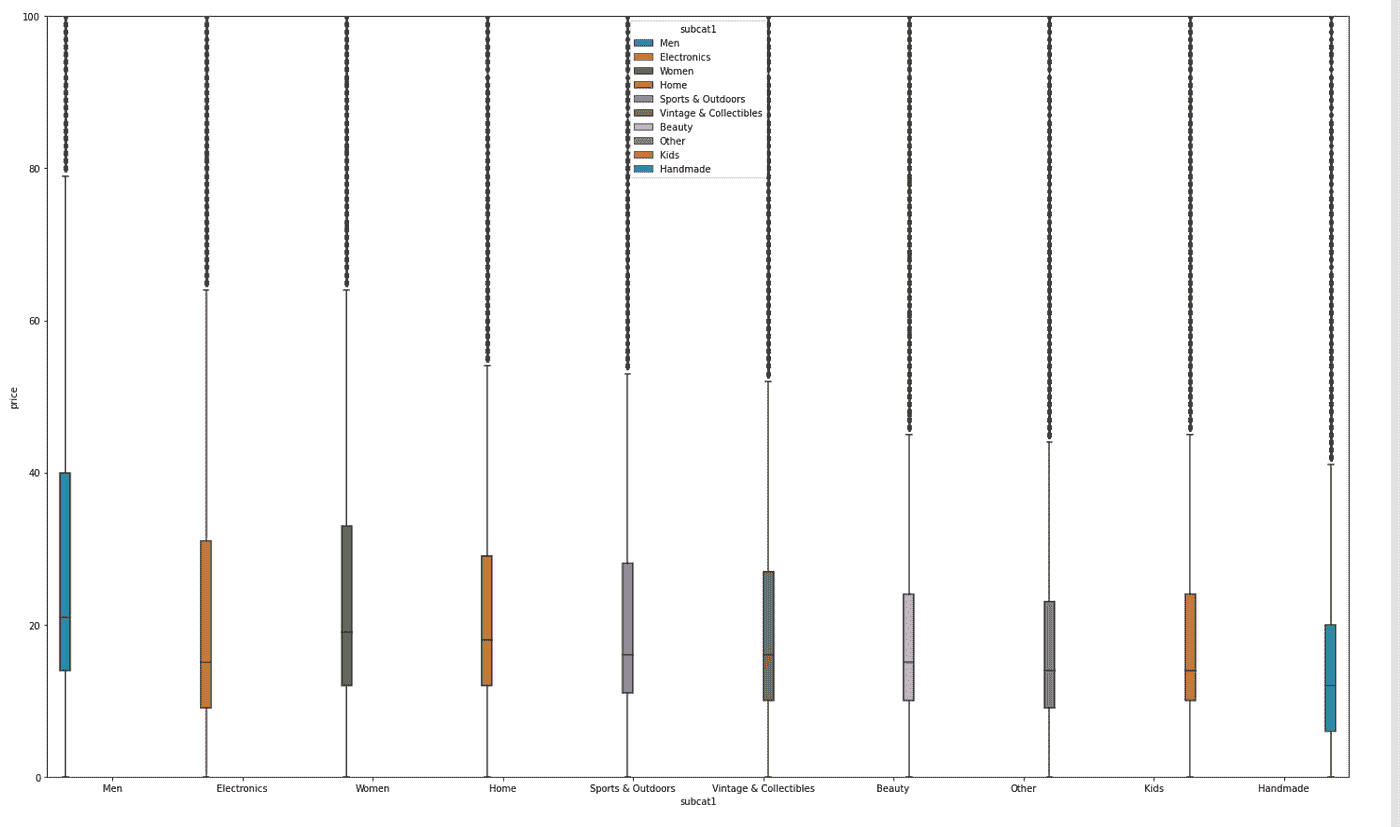 100
80
60
40
20
0
price
subcat1
Men
Electronics
Women
Home
Sports & Outdoors
Vintage & Collectibles
Beauty
Other
Kids
Handmade
Men Electronics Women Home Sports & Outdoors Vintage & Collectibles Beauty Other Kids Handmade
subcat1